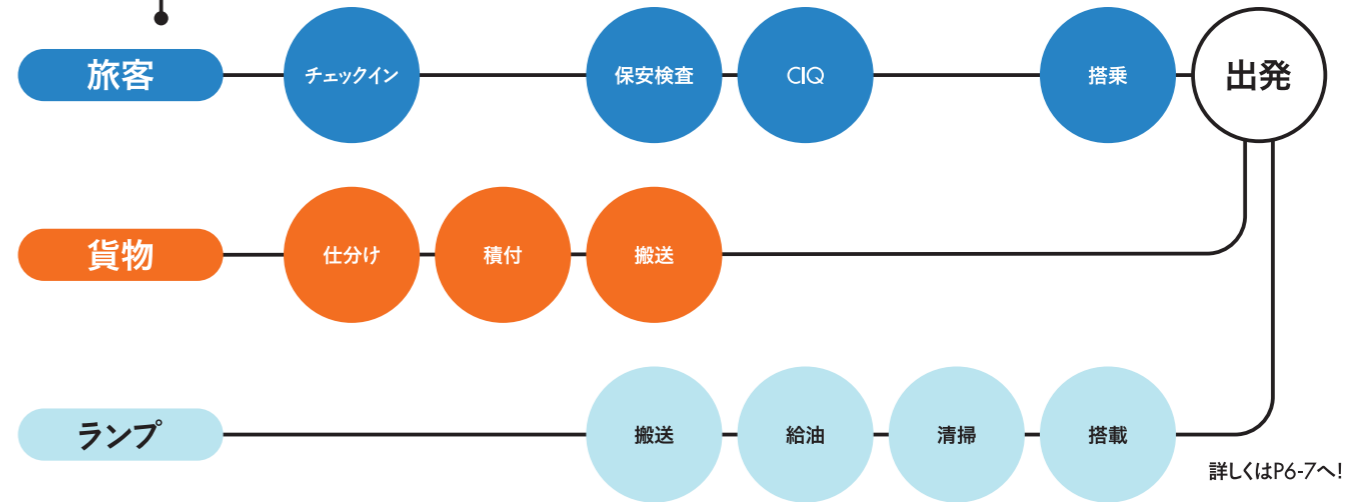 旅客
チェックイン
保安検査
CIQ
搭乗
出発
貨物
仕分け
積付
搬送
ランプ
搬送
給油
清掃
搭載
詳しくはP6-7へ!